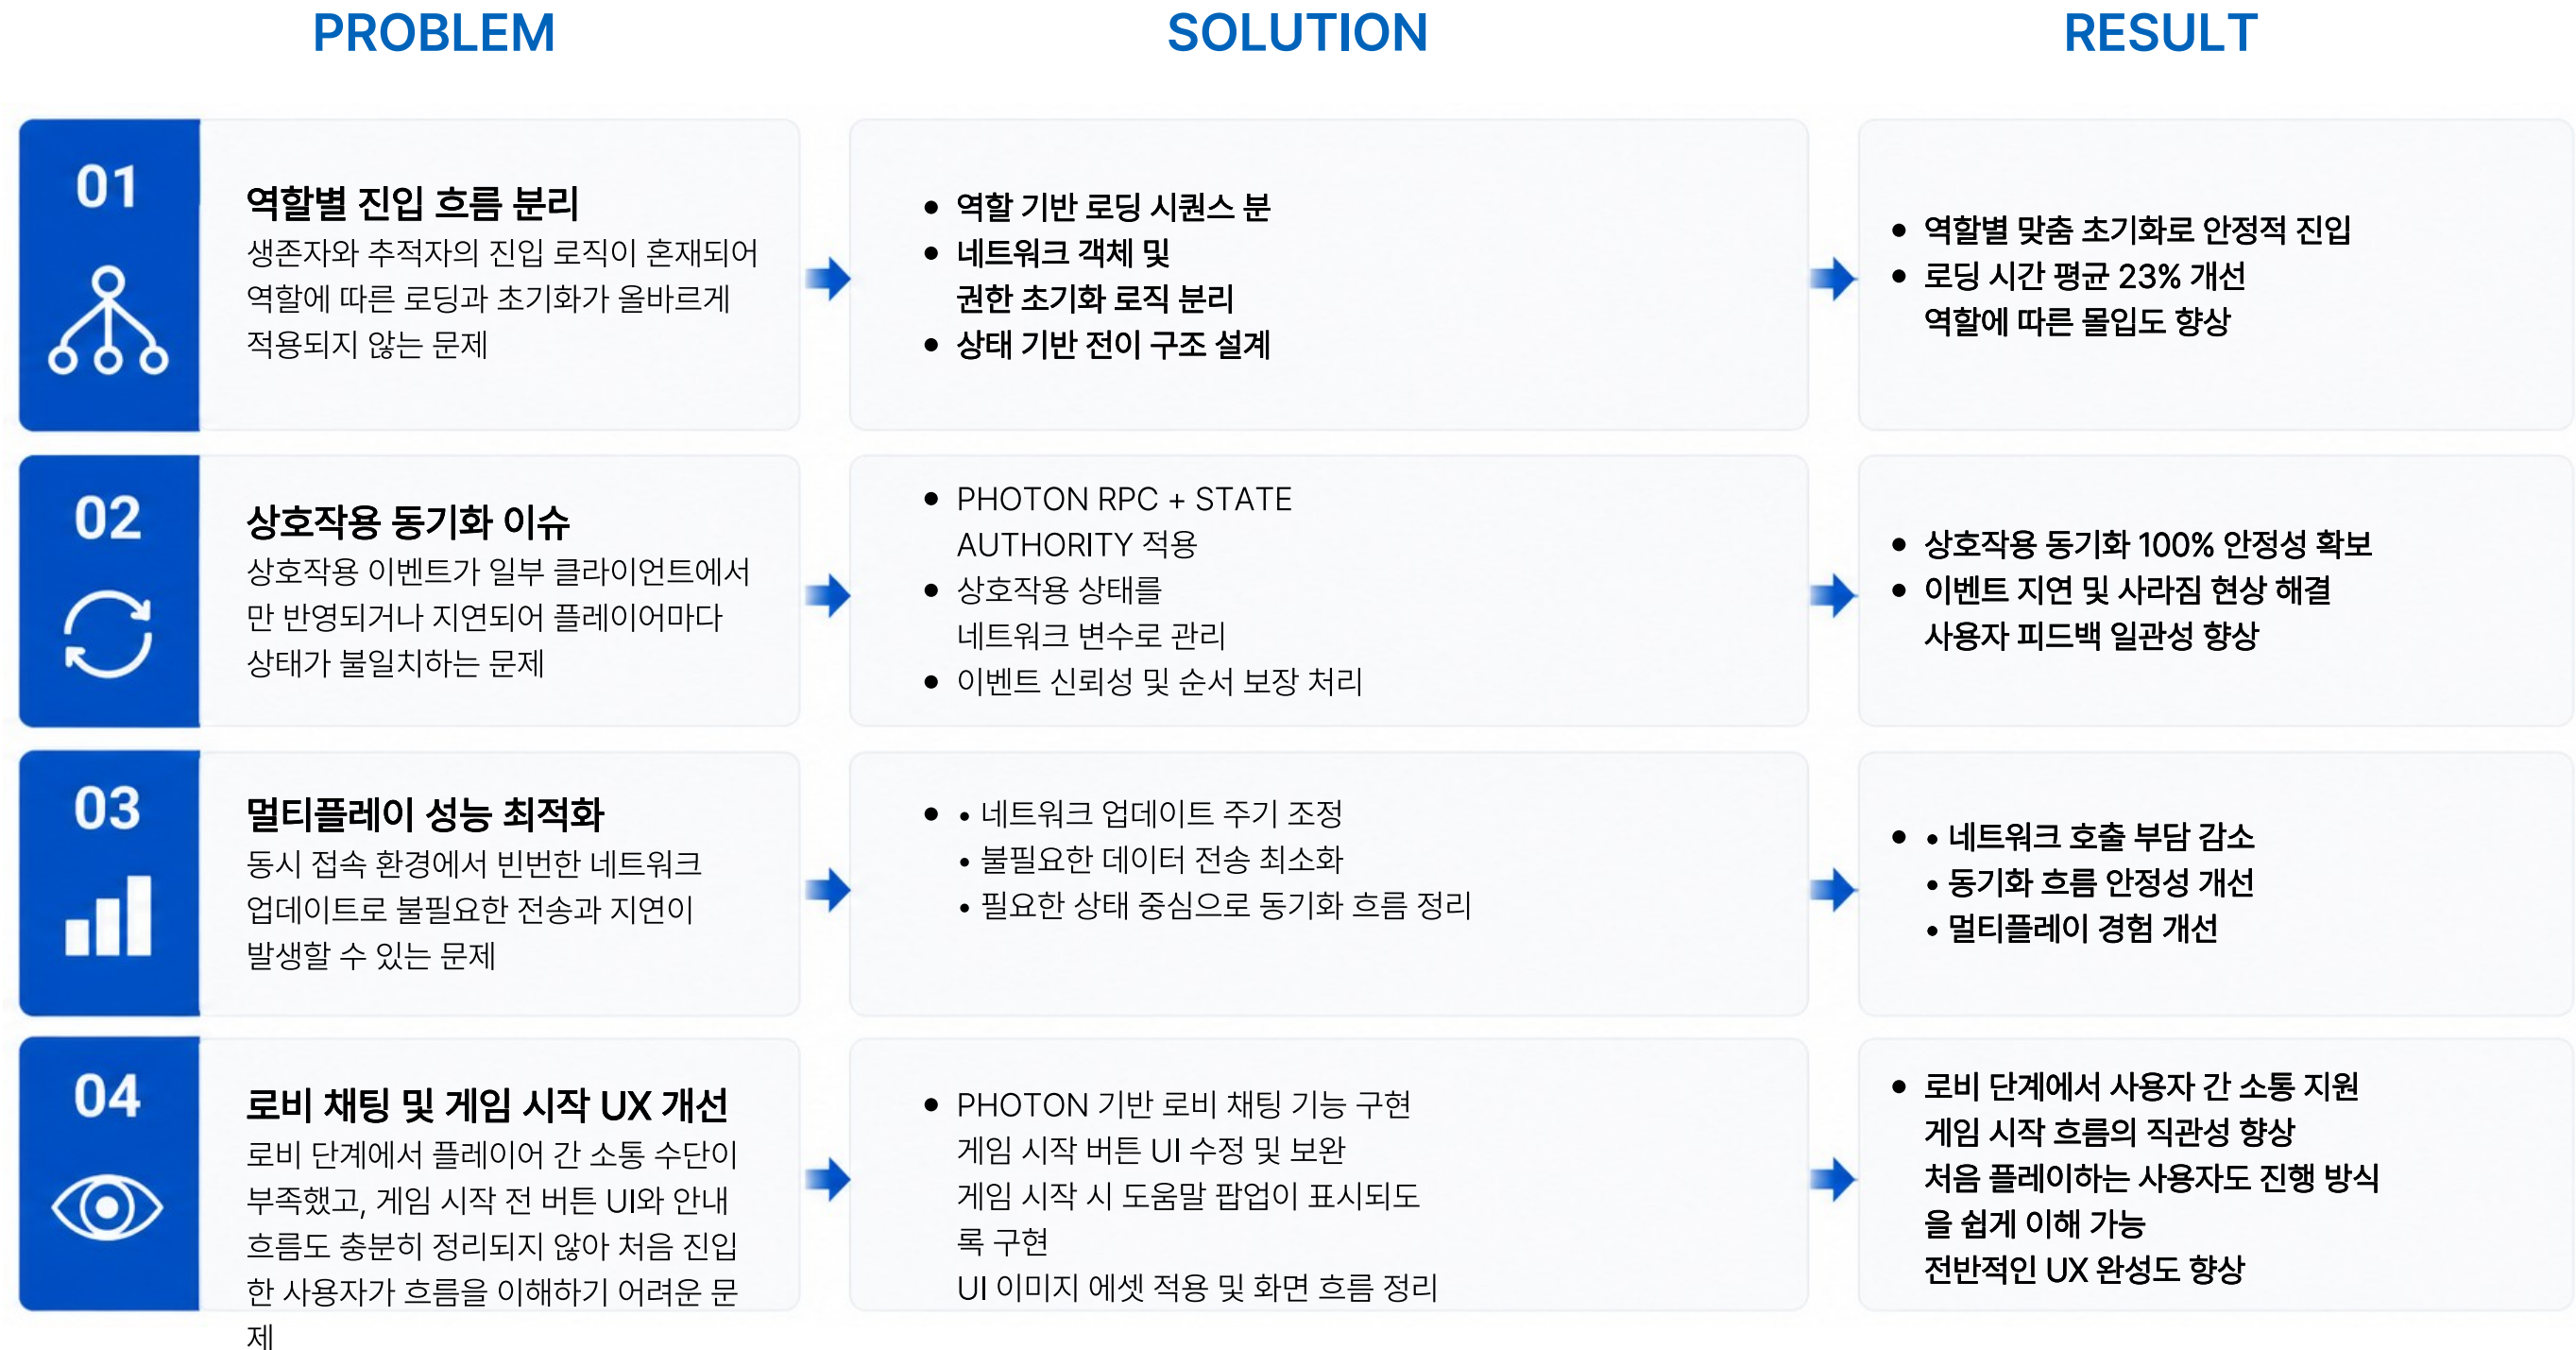 PROBLEM
SOLUTION
RESULT
01
역할별 진입 흐름 분리
생존자와 추적자의 진입 로직이 혼재되어
역할에 따른 로딩과 초기화가 올바르게
적용되지 않는 문제
● 역할 기반 로딩 시퀀스 분
● 네트워크 객체 및
권한 초기화 로직 분리
● 상태 기반 전이 구조 설계
● 역할별 맞춤 초기화로 안정적 진입
● 로딩 시간 평균 23% 개선
역할에 따른 몰입도 향상
02
상호작용 동기화 이슈
상호작용 이벤트가 일부 클라이언트에서
만 반영되거나 지연되어 플레이어마다
상태가 불일치하는 문제
● PHOTON RPC + STATE
AUTHORITY 적용
● 상호작용 상태를
네트워크 변수로 관리
● 이벤트 신뢰성 및 순서 보장 처리
● 상호작용 동기화 100% 안정성 확보
● 이벤트 지연 및 사라짐 현상 해결
사용자 피드백 일관성 향상
03
멀티플레이 성능 최적화
동시 접속 환경에서 빈번한 네트워크
업데이트로 불필요한 전송과 지연이
발생할 수 있는 문제
● • 네트워크 업데이트 주기 조정
• 불필요한 데이터 전송 최소화
• 필요한 상태 중심으로 동기화 흐름 정리
● • 네트워크 호출 부담 감소
• 동기화 흐름 안정성 개선
• 멀티플레이 경험 개선
04
로비 채팅 및 게임 시작 UX 개선
로비 단계에서 플레이어 간 소통 수단이
부족했고, 게임 시작 전 버튼 UI와 안내
흐름도 충분히 정리되지 않아 처음 진입
한 사용자가 흐름을 이해하기 어려운 문
제
● PHOTON 기반 로비 채팅 기능 구현
게임 시작 버튼 UI 수정 및 보완
게임 시작 시 도움말 팝업이 표시되도
록 구현
UI 이미지 에셋 적용 및 화면 흐름 정리
● 로비 단계에서 사용자 간 소통 지원
게임 시작 흐름의 직관성 향상
처음 플레이하는 사용자도 진행 방식
을 쉽게 이해 가능
전반적인 UX 완성도 향상